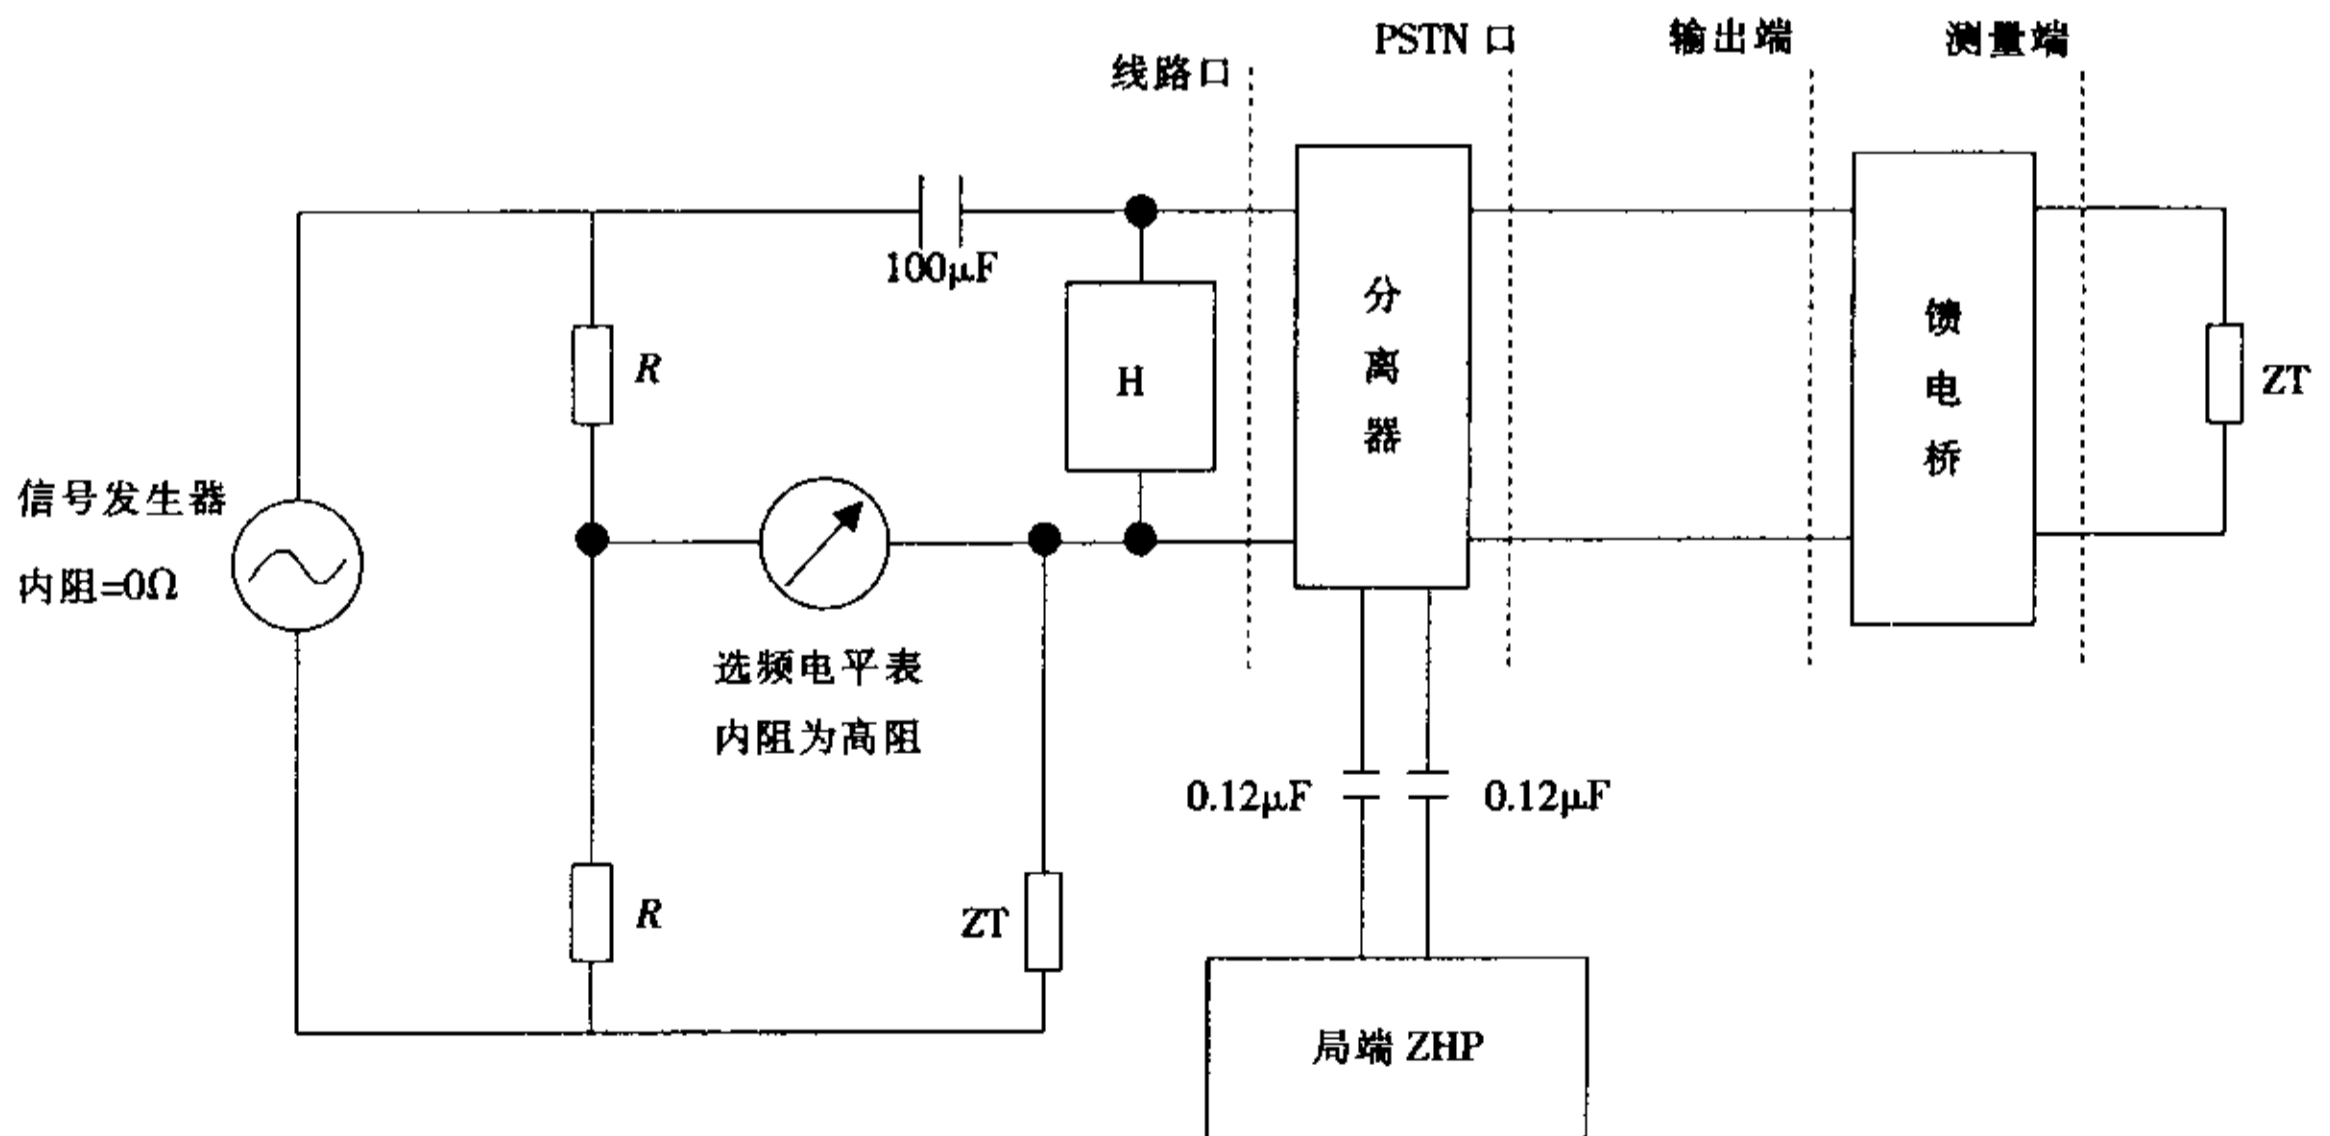 线路口
PSTN 口
输出端
测量端
100μF
R
H
分离器
馈电桥
ZT
信号发生器
内阻=0Ω
选频电平表
内阻为高阻
0.12μF
0.12μF
R
ZT
局端 ZHP